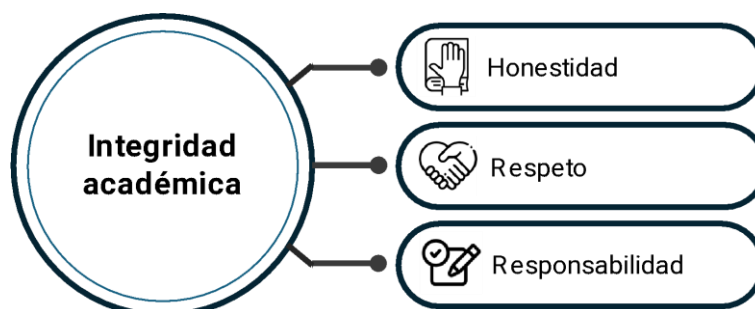 Integridad
académica
Honestidad
Respeto
Responsabilidad